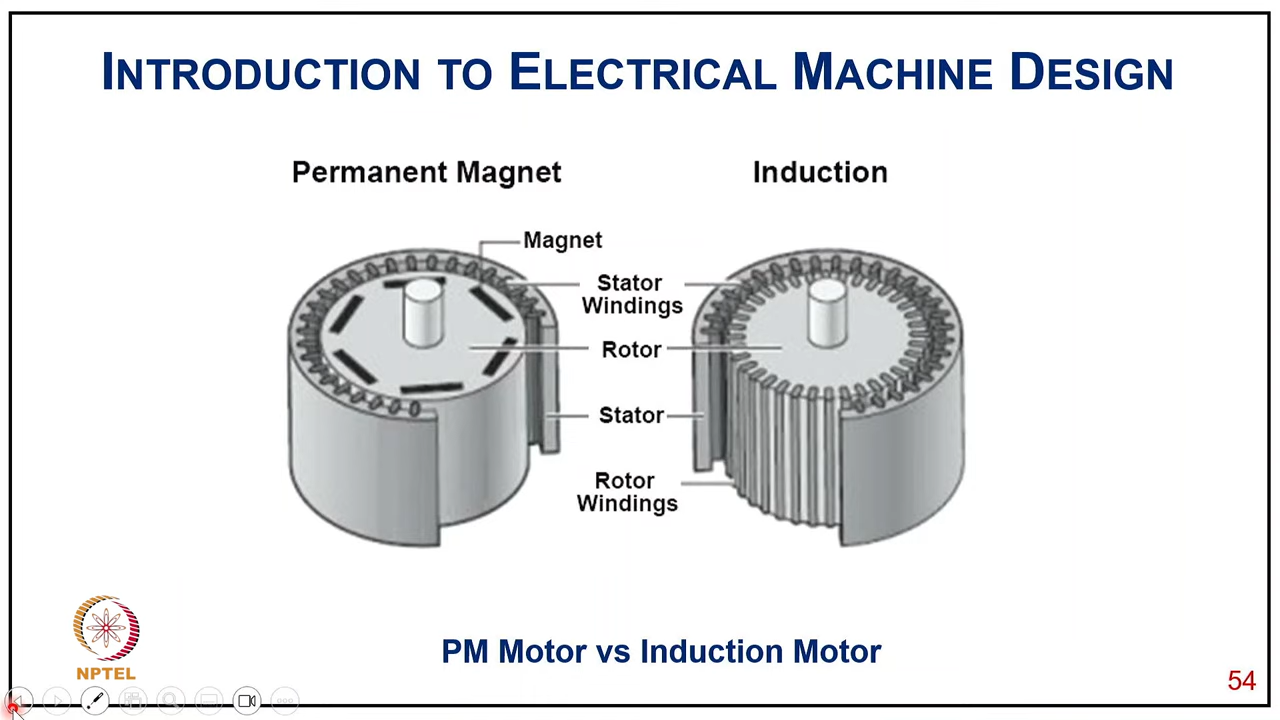 INTRODUCTION TO ELECTRICAL MACHINE DESIGN
Permanent Magnet
Induction
Magnet
Stator
Windings
Rotor
Stator
Rotor
Windings
NPTEL
PM Motor vs Induction Motor
54